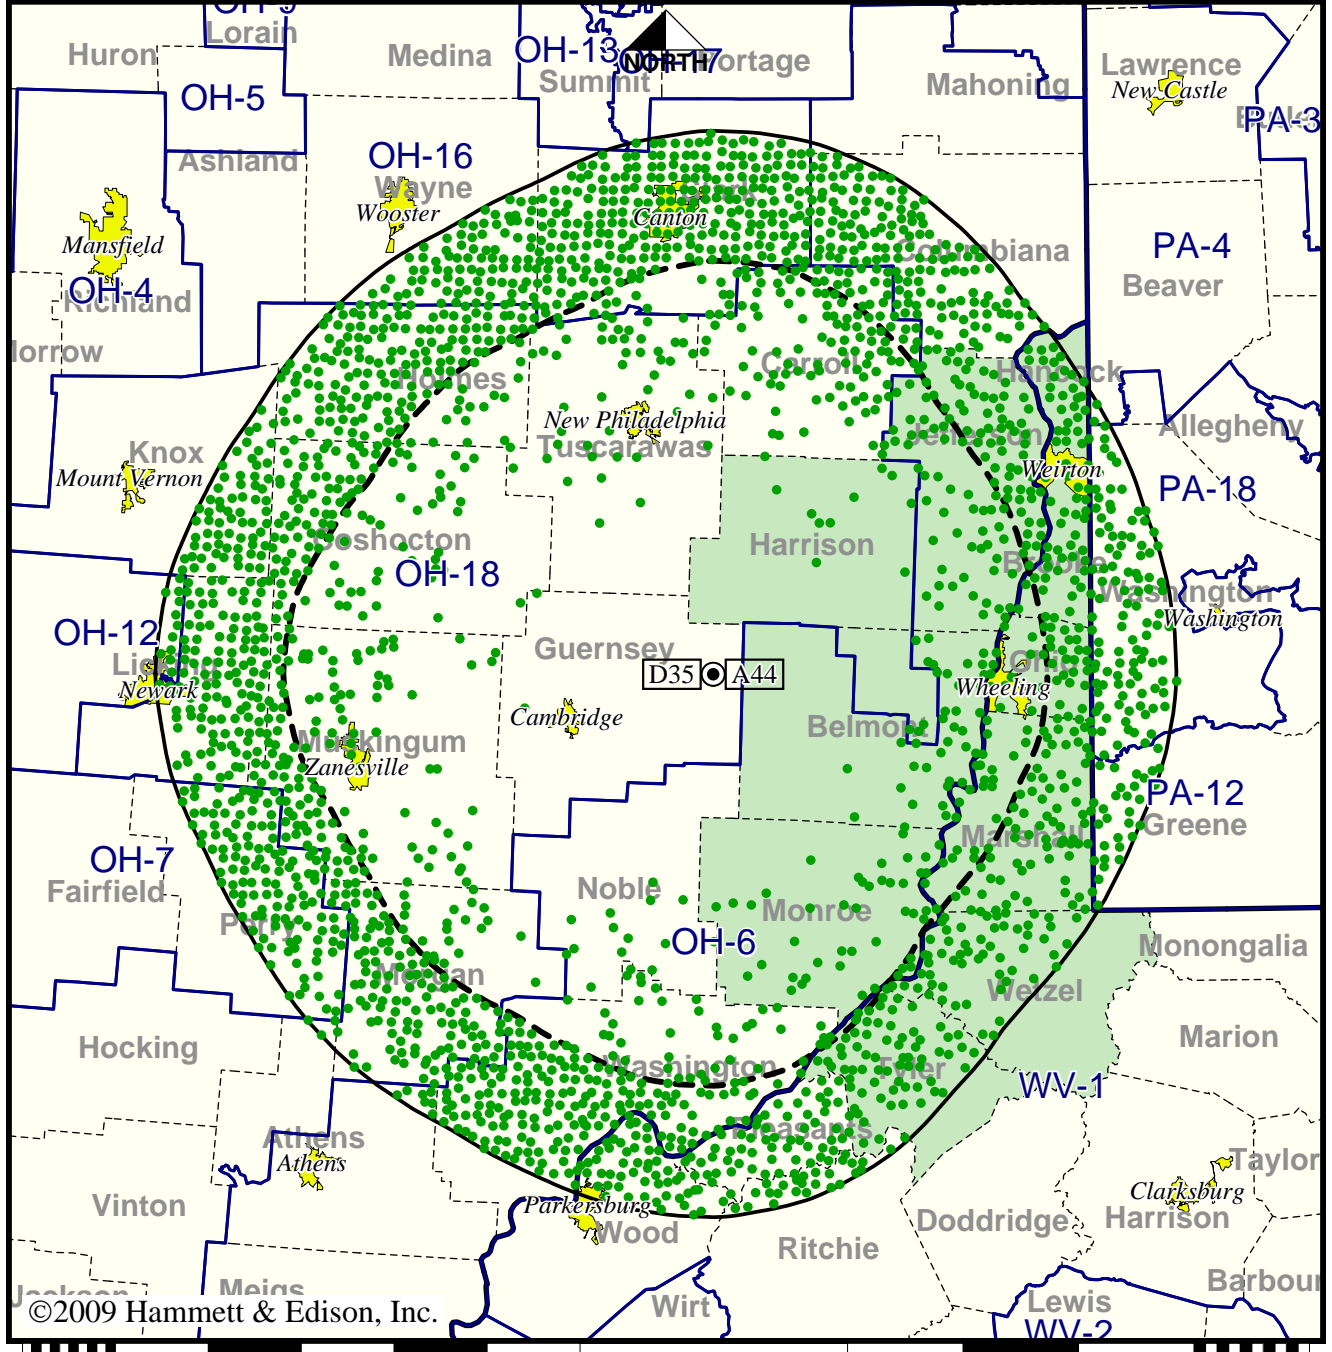 OH-9
Lorain
Huron
Medina
OH-13
NORTH
Portage
Summit
Mahoning
Lawrence
New Castle
OH-5
PA-3
Ashland
OH-16
Wayne
Wooster
Stark
Canton
Mansfield
OH-4
Richland
Columbiana
PA-4
Beaver
Morrow
Holmes
Carroll
Hancock
New Philadelphia
Tuscarawas
Jefferson
Allegheny
Knox
Mount Vernon
Weirton
PA-18
Coshocton
OH-18
Harrison
Brooke
Washington
Washington
OH-12
Licking
Newark
Guernsey
D35
A44
Ohio
Wheeling
Cambridge
Belmont
Muskingum
Zanesville
PA-12
Greene
Marshall
OH-7
Fairfield
Noble
Monroe
Perry
OH-6
Monongalia
Morgan
Wetzel
Hocking
Marion
Washington
Tyler
WV-1
Pleasants
Athens
Athens
Taylor
Vinton
Parkersburg
Wood
Clarksburg
Harrison
Doddridge
Ritchie
Jackson
Meigs
Barbour
Wirt
Lewis
WV-2
©2009 Hammett & Edison, Inc.